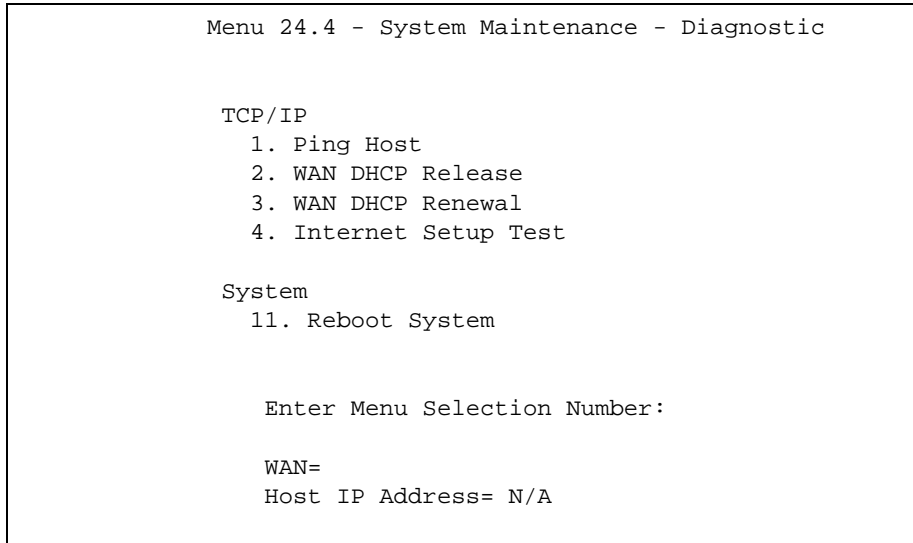 Menu 24.4 - System Maintenance - Diagnostic
TCP/IP
1. Ping Host
2. WAN DHCP Release
3. WAN DHCP Renewal
4. Internet Setup Test
System
11. Reboot System
Enter Menu Selection Number:
WAN=
Host IP Address= N/A